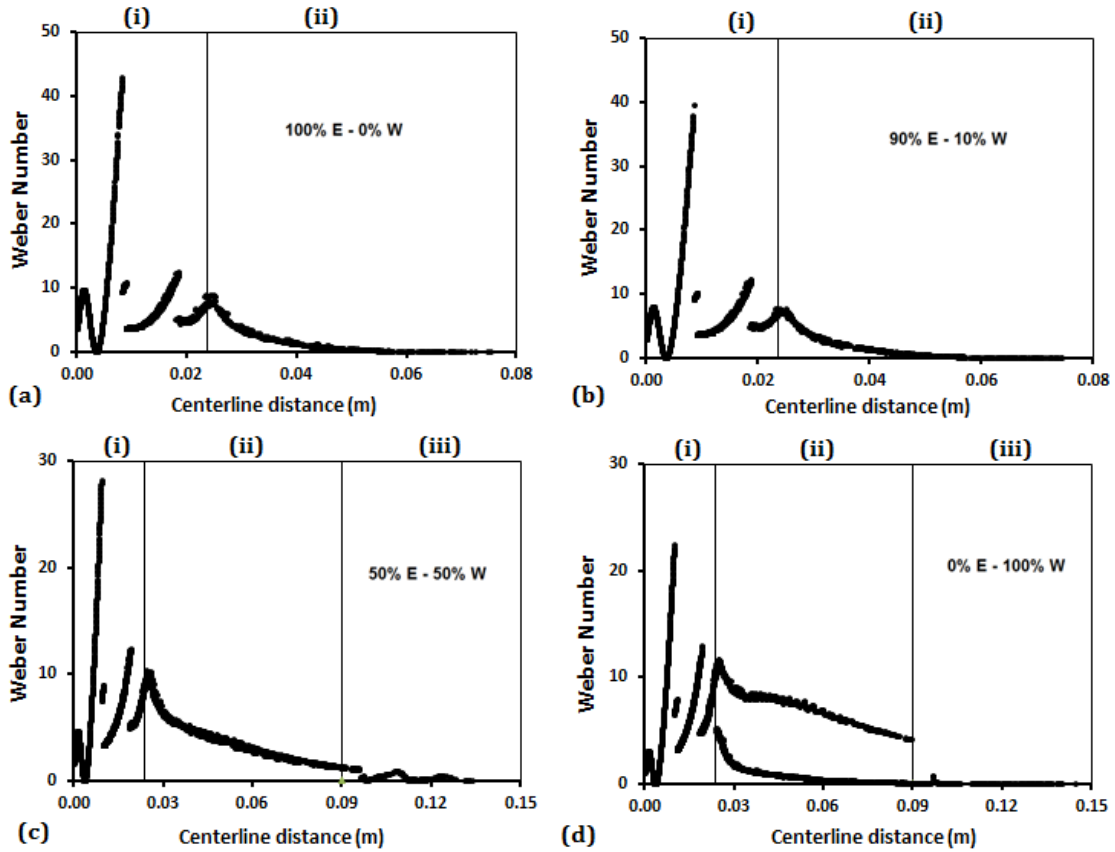 (i) (ii)
50
40
30
20
10
0
Weber Number
100% E - 0% W
0.00 0.02 0.04 0.06 0.08
(a) Centerline distance (m)
(i) (ii)
50
40
30
20
10
0
Weber Number
90% E - 10% W
0.00 0.02 0.04 0.06 0.08
(b) Centerline distance (m)
(i) (ii) (iii)
30
20
10
0
Weber Number
50% E - 50% W
0.00 0.03 0.06 0.09 0.12 0.15
(c) Centerline distance (m)
(i) (ii) (iii)
30
20
10
0
Weber Number
0% E - 100% W
0.00 0.03 0.06 0.09 0.12 0.15
(d) Centerline distance (m)